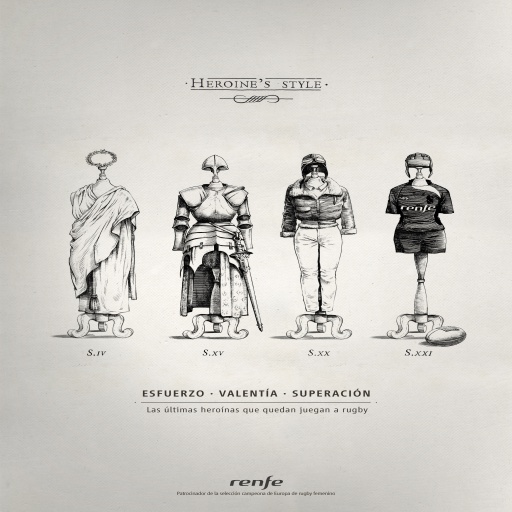 · HEROINE'S STYLE ·
renfe
S.IV S.XV S.XX S.XXI
ESFUERZO · VALENTÍA · SUPERACIÓN
Las últimas heroínas que quedan juegan a rugby
renfe
Patrocinador de la selección campeona de Europa de rugby femenino